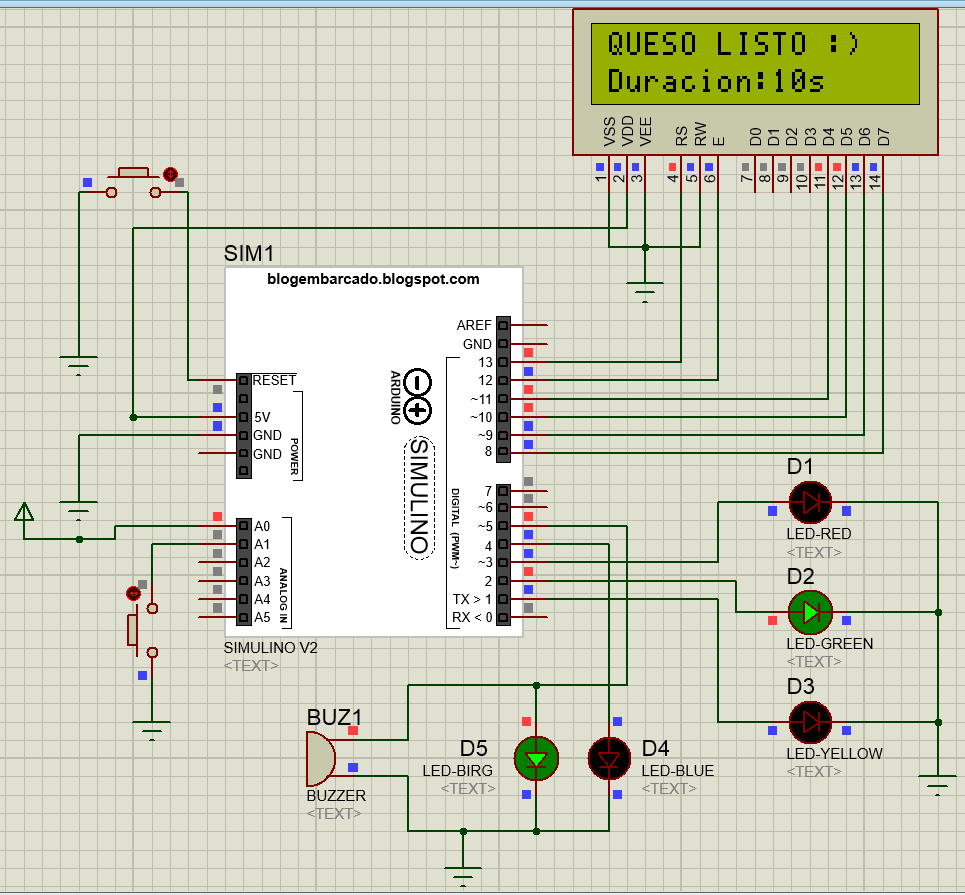 QUESO LISTO :)
Duracion:10s
VSS VDD VEE RS RW E D0 D1 D2 D3 D4 D5 D6 D7
1 2 3 4 5 6 7 8 9 10 11 12 13 14
SIM1
blogembarcado.blogspot.com
AREF
GND
13
12
~11
~10
~9
8
RESET
5V
GND
GND
POWER
ARDUINO
SIMULINO
DIGITAL (PWM~)
7
~6
~5
4
~3
2
TX > 1
RX < 0
A0
A1
A2
A3
A4
A5
ANALOG IN
SIMULINO V2
<TEXT>
D1
LED-RED
<TEXT>
D2
LED-GREEN
<TEXT>
D3
LED-YELLOW
<TEXT>
BUZ1
BUZZER
<TEXT>
D5
LED-BIRG
<TEXT>
D4
LED-BLUE
<TEXT>